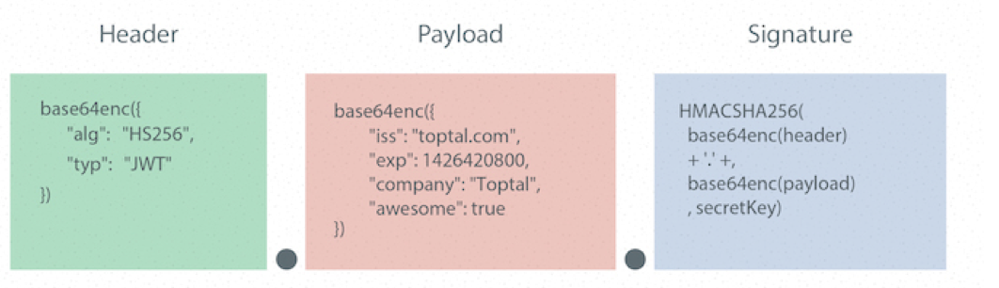 Header
base64enc({
"alg": "HS256",
"typ": "JWT"
})
Payload
base64enc({
"iss": "toptal.com",
"exp": 1426420800,
"company": "Toptal",
"awesome": true
})
Signature
HMACSHA256(
base64enc(header)
+ '.' +,
base64enc(payload)
, secretKey)